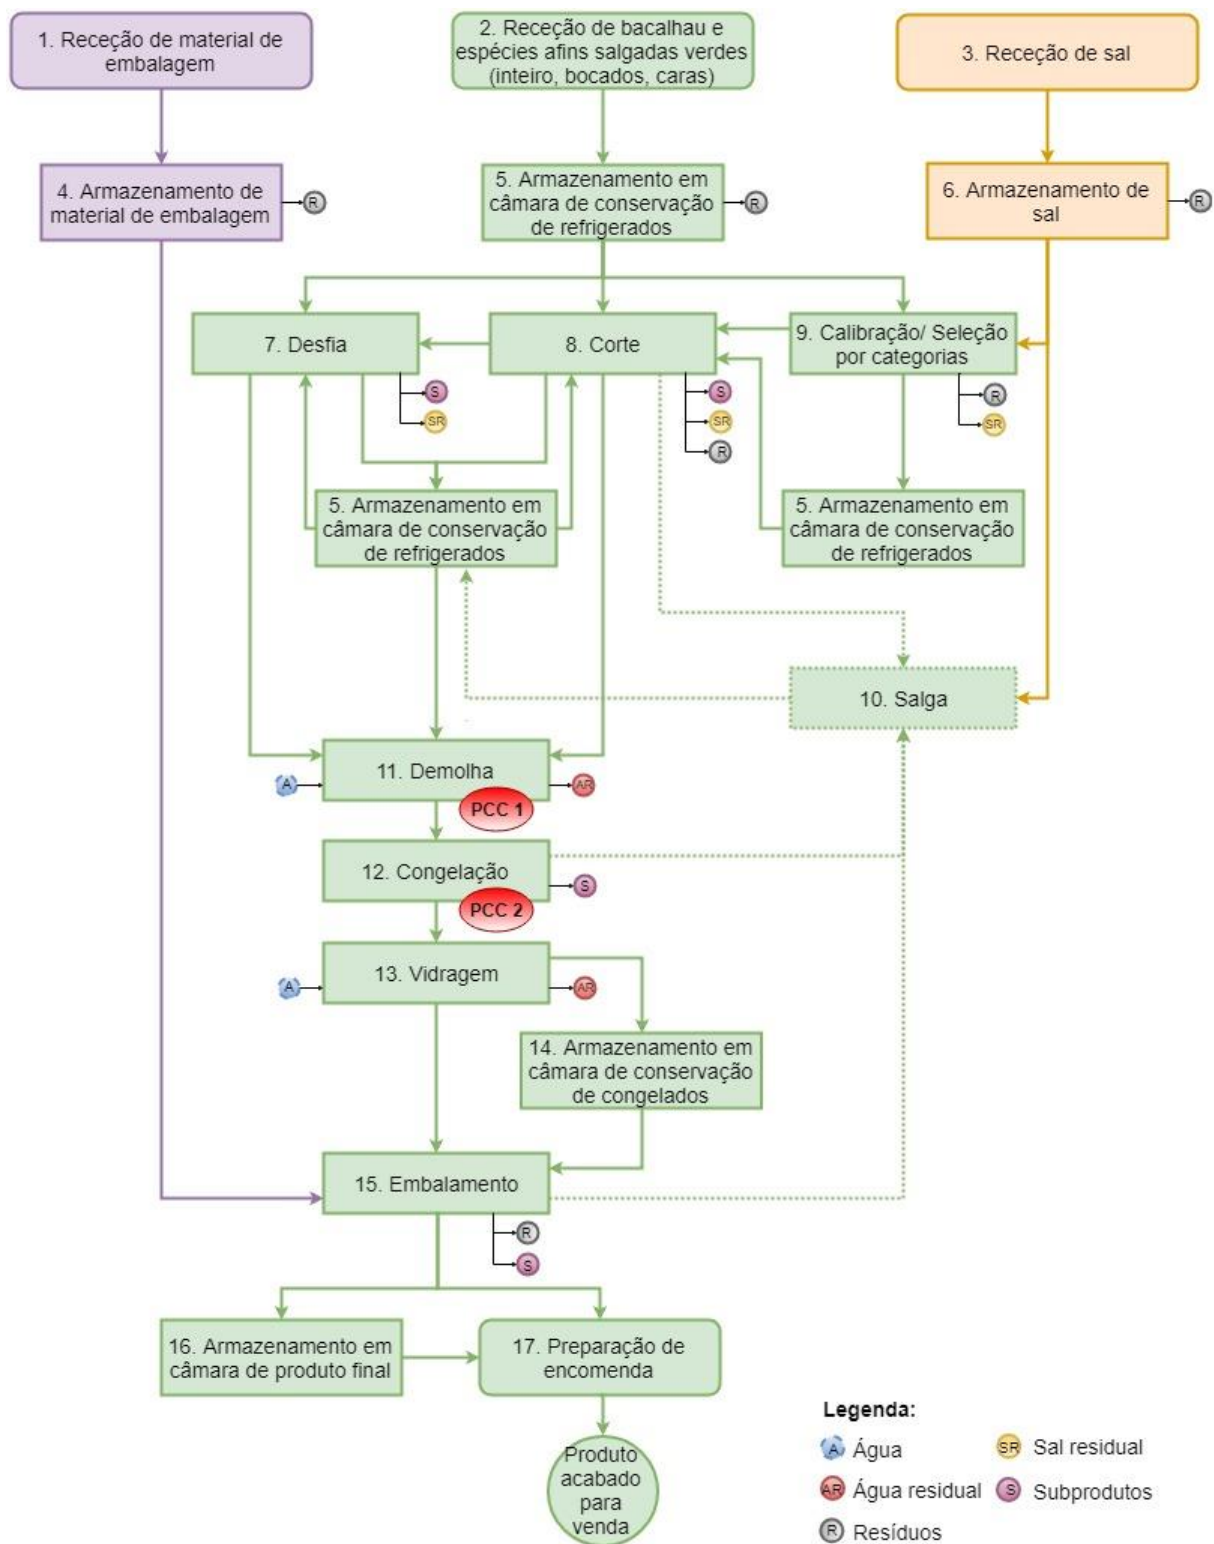 1. Receção de material de
embalagem
2. Receção de bacalhau e
espécies afins salgadas verdes
(inteiro, bocados, caras)
3. Receção de sal
4. Armazenamento de
material de embalagem
R
5. Armazenamento em
câmara de conservação
de refrigerados
R
6. Armazenamento de
sal
R
7. Desfia
S
SR
8. Corte
S
SR
R
9. Calibração/ Seleção
por categorias
R
SR
5. Armazenamento em
câmara de conservação
de refrigerados
5. Armazenamento em
câmara de conservação
de refrigerados
10. Salga
11. Demolha
A
AR
PCC 1
12. Congelação
S
PCC 2
13. Vidragem
A
AR
14. Armazenamento em
câmara de conservação
de congelados
15. Embalamento
R
S
16. Armazenamento em
câmara de produto final
17. Preparação de
encomenda
Produto
acabado
para
venda
Legenda:
A Água
SR Sal residual
AR Água residual
S Subprodutos
R Resíduos